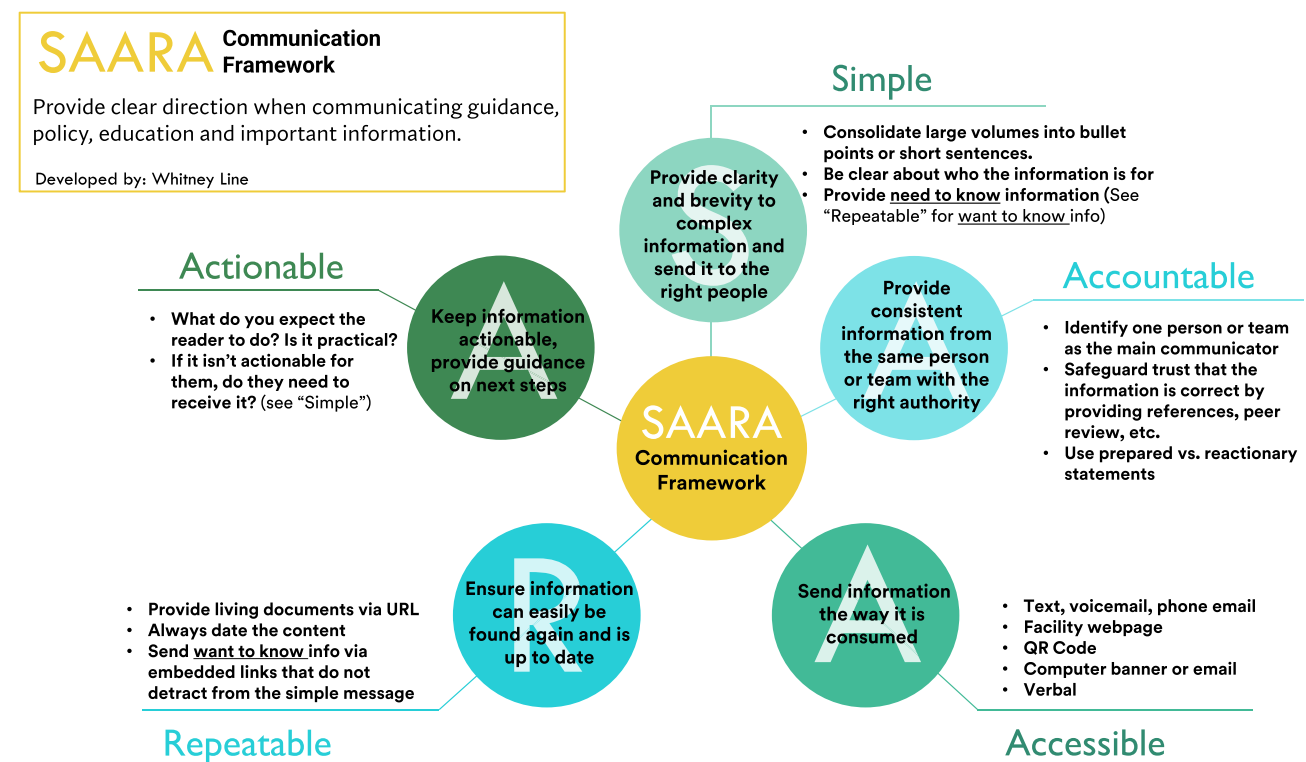 SAARA Communication
Framework
Provide clear direction when communicating guidance,
policy, education and important information.
Developed by: Whitney Line
Simple
• Consolidate large volumes into bullet
points or short sentences.
• Be clear about who the information is for
• Provide need to know information (See
“Repeatable” for want to know info)
S
Provide clarity
and brevity to
complex
information and
send it to the
right people
Accountable
• Identify one person or team
as the main communicator
• Safeguard trust that the
information is correct by
providing references, peer
review, etc.
• Use prepared vs. reactionary
statements
A
Provide
consistent
information from
the same person
or team with the
right authority
Accessible
• Text, voicemail, phone email
• Facility webpage
• QR Code
• Computer banner or email
• Verbal
A
Send information
the way it is
consumed
Repeatable
• Provide living documents via URL
• Always date the content
• Send want to know info via
embedded links that do not
detract from the simple message
R
Ensure information
can easily be
found again and is
up to date
Actionable
• What do you expect the
reader to do? Is it practical?
• If it isn’t actionable for
them, do they need to
receive it? (see “Simple”)
A
Keep information
actionable,
provide guidance
on next steps
SAARA
Communication
Framework